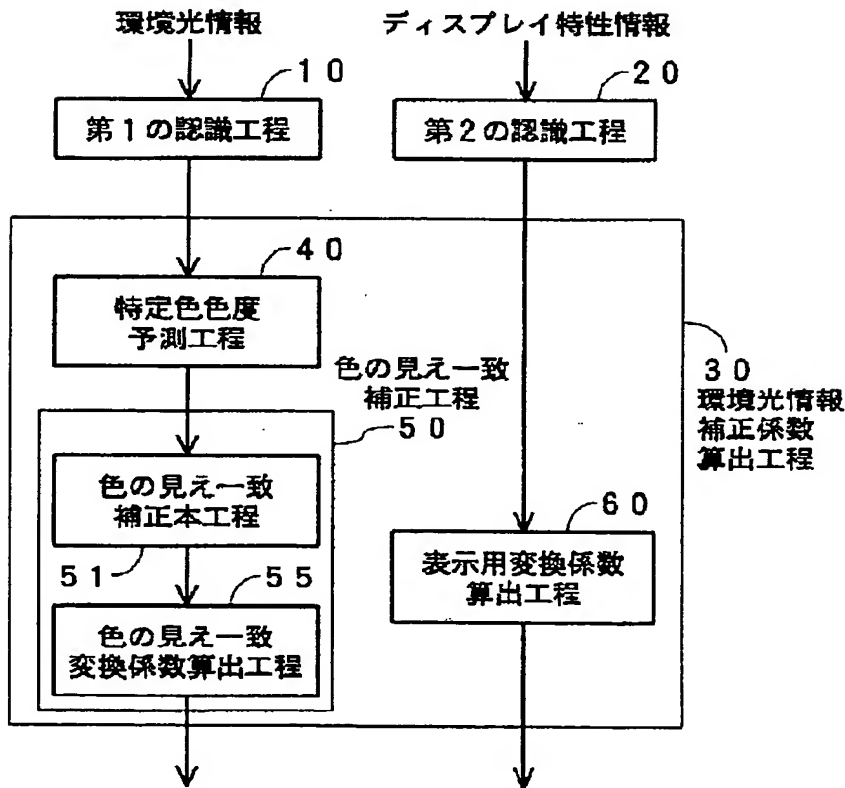 環境光情報
ディスプレイ特性情報
10
20
第1の認識工程
第2の認識工程
40
特定色色度
予測工程
色の見え一致
補正工程
50
30
環境光情報
補正係数
算出工程
色の見え一致
補正本工程
51
55
60
表示用変換係数
算出工程
色の見え一致
変換係数算出工程